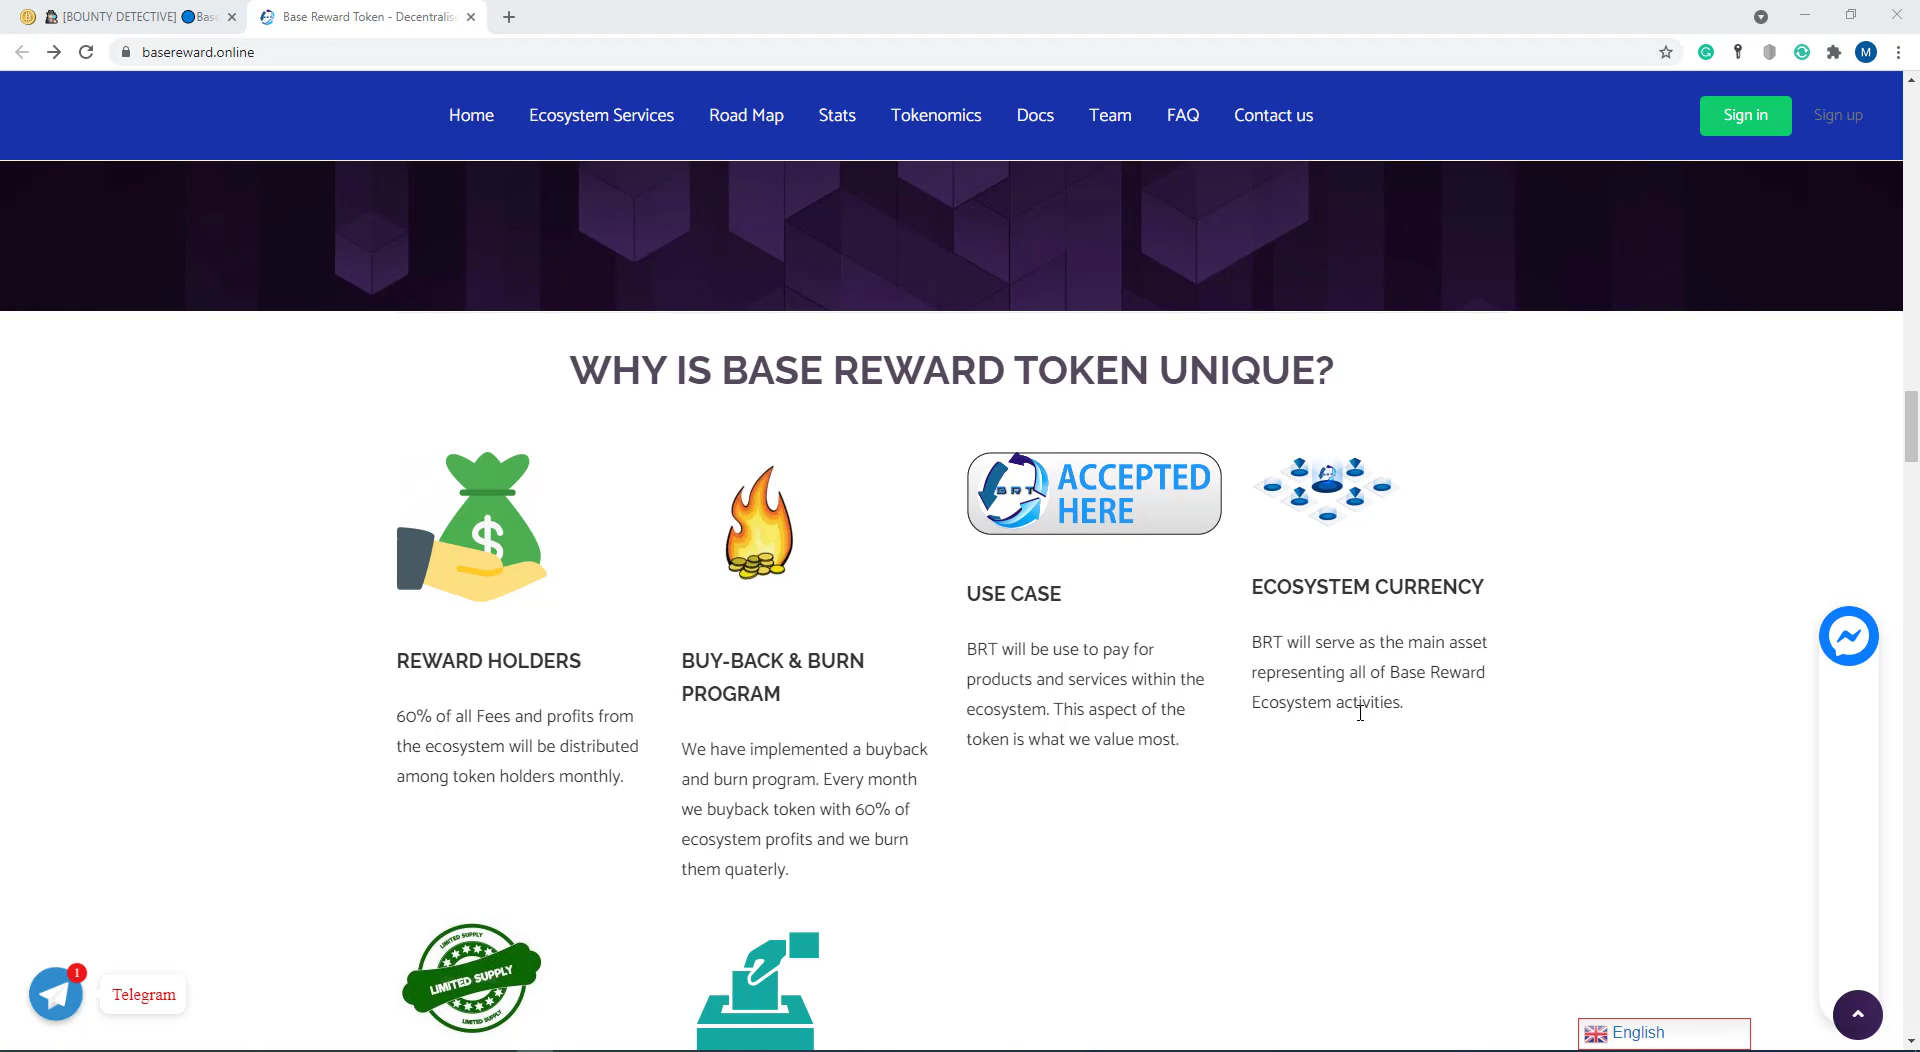 [BOUNTY DETECTIVE] Bas
Base Reward Token - Decentralis
basereward.online
M
Home
Ecosystem Services
Road Map
Stats
Tokenomics
Docs
Team
FAQ
Contact us
Sign in
Sign up
WHY IS BASE REWARD TOKEN UNIQUE?
$
REWARD HOLDERS
60% of all Fees and profits from
the ecosystem will be distributed
among token holders monthly.
BUY-BACK & BURN
PROGRAM
We have implemented a buyback
and burn program. Every month
we buyback token with 60% of
ecosystem profits and we burn
them quaterly.
BRT
ACCEPTED
HERE
USE CASE
BRT will be use to pay for
products and services within the
ecosystem. This aspect of the
token is what we value most.
ECOSYSTEM CURRENCY
BRT will serve as the main asset
representing all of Base Reward
Ecosystem activities.
LIMITED SUPPLY
LIMITED SUPPLY
LIMITED SUPPLY
1
Telegram
English